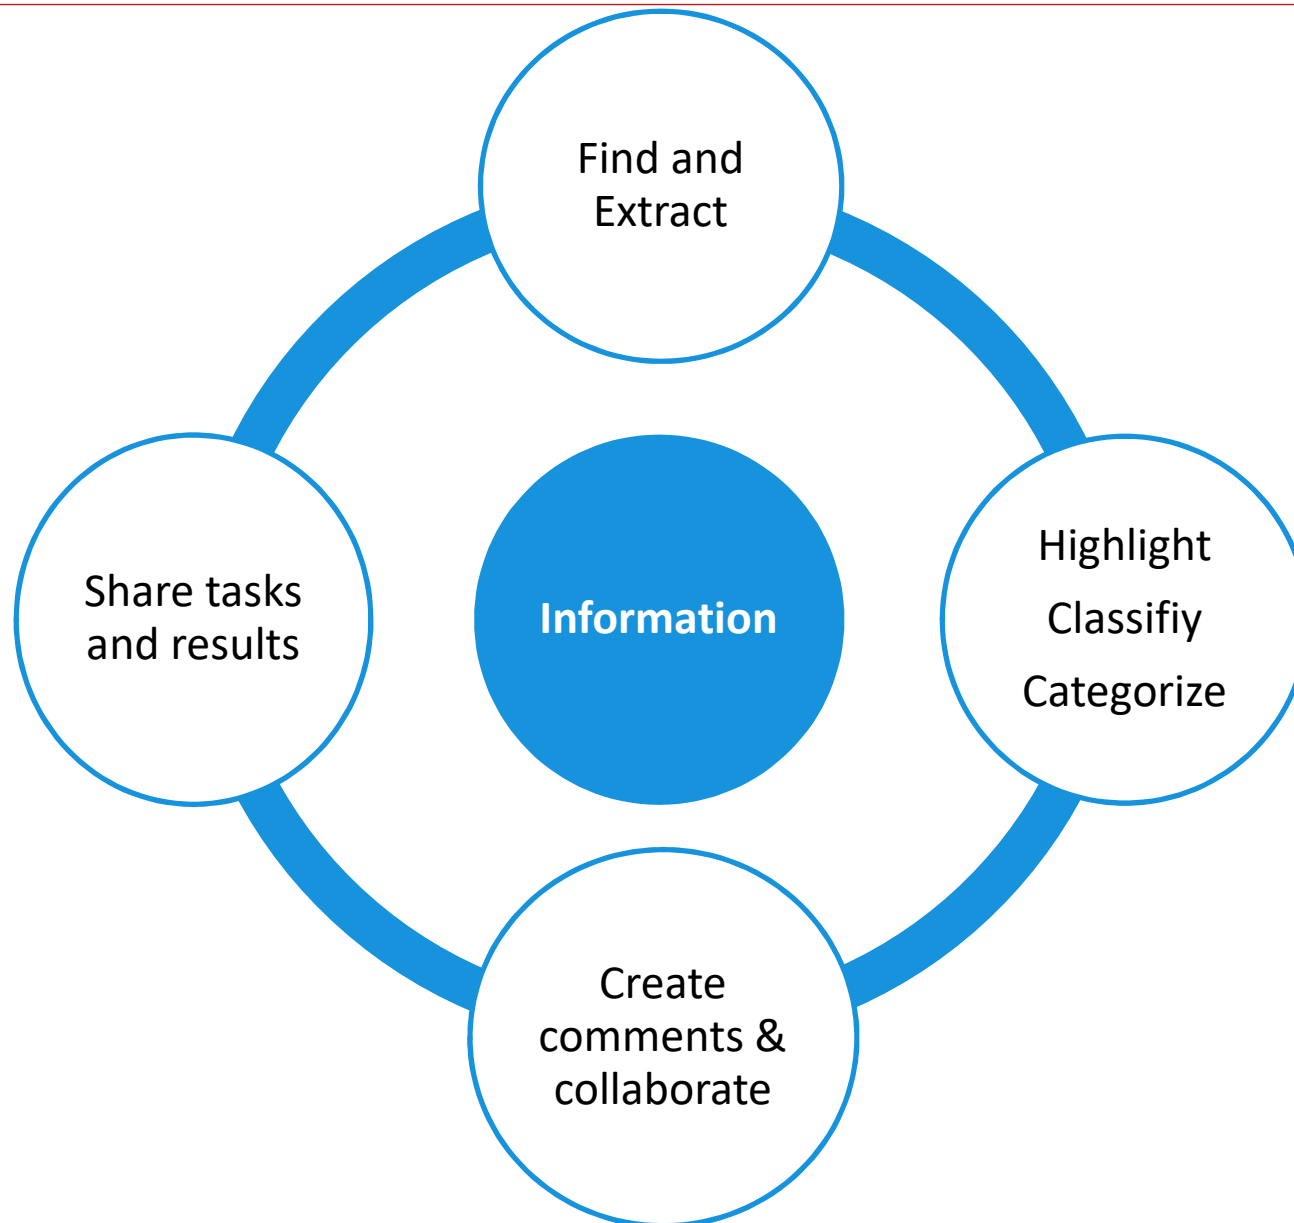 Find and
Extract
Highlight
Classifiy
Categorize
Information
Share tasks
and results
Create
comments &
collaborate